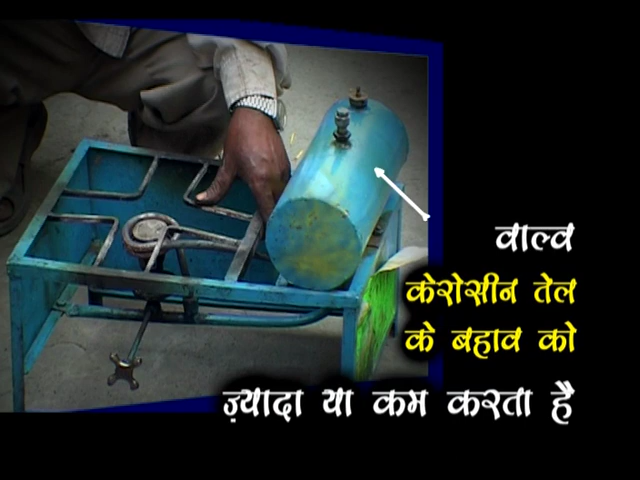 वाल्व
केरोसीन तेल
के बहाव को
ज़्यादा या कम करता है